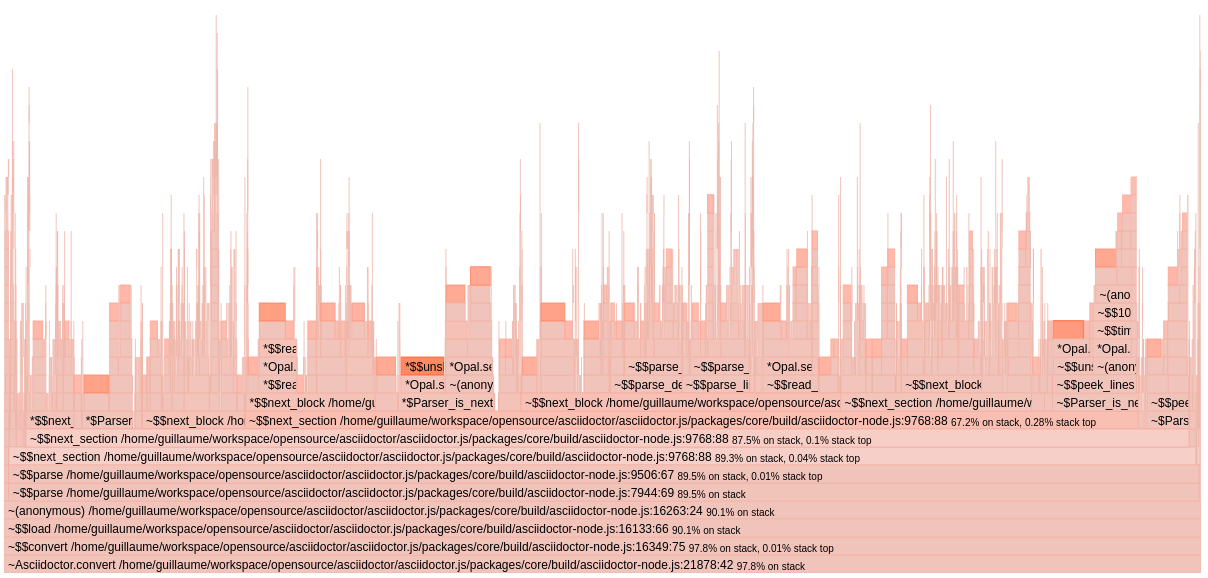 ~(ano
~$$10
~$$tim
*$$rea *Opal. *Opal.
*Opal. *$$uns *Opal.se ~$$parse_ ~$$parse_ *Opal.se ~$$uns ~(anony
*$$rea *Opal.s ~(anony ~$$parse_de ~$$parse_li ~$$read_ ~$$next_block ~$$peek_lines
*$$next_block /home/gu *$Parser_is_next ~$$next_block /home/guillaume/workspace/opensource/asc ~$$next_section /home/guillaume/w ~$Parser_is_ne ~$$pee
*$$next_ *$Parser ~$$next_block /ho ~$$next_section /home/guillaume/workspace/opensource/asciidoctor/asciidoctor.js/packages/core/build/asciidoctor-node.js:9768:88 67.2% on stack, 0.28% stack top ~$Pars
~$$next_section /home/guillaume/workspace/opensource/asciidoctor/asciidoctor.js/packages/core/build/asciidoctor-node.js:9768:88 87.5% on stack, 0.1% stack top
~$$next_section /home/guillaume/workspace/opensource/asciidoctor/asciidoctor.js/packages/core/build/asciidoctor-node.js:9768:88 89.3% on stack, 0.04% stack top
~$$parse /home/guillaume/workspace/opensource/asciidoctor/asciidoctor.js/packages/core/build/asciidoctor-node.js:9506:67 89.5% on stack, 0.01% stack top
~$$parse /home/guillaume/workspace/opensource/asciidoctor/asciidoctor.js/packages/core/build/asciidoctor-node.js:7944:69 89.5% on stack
~(anonymous) /home/guillaume/workspace/opensource/asciidoctor/asciidoctor.js/packages/core/build/asciidoctor-node.js:16263:24 90.1% on stack
~$$load /home/guillaume/workspace/opensource/asciidoctor/asciidoctor.js/packages/core/build/asciidoctor-node.js:16133:66 90.1% on stack
~$$convert /home/guillaume/workspace/opensource/asciidoctor/asciidoctor.js/packages/core/build/asciidoctor-node.js:16349:75 97.8% on stack, 0.01% stack top
~Asciidoctor.convert /home/guillaume/workspace/opensource/asciidoctor/asciidoctor.js/packages/core/build/asciidoctor-node.js:21878:42 97.8% on stack